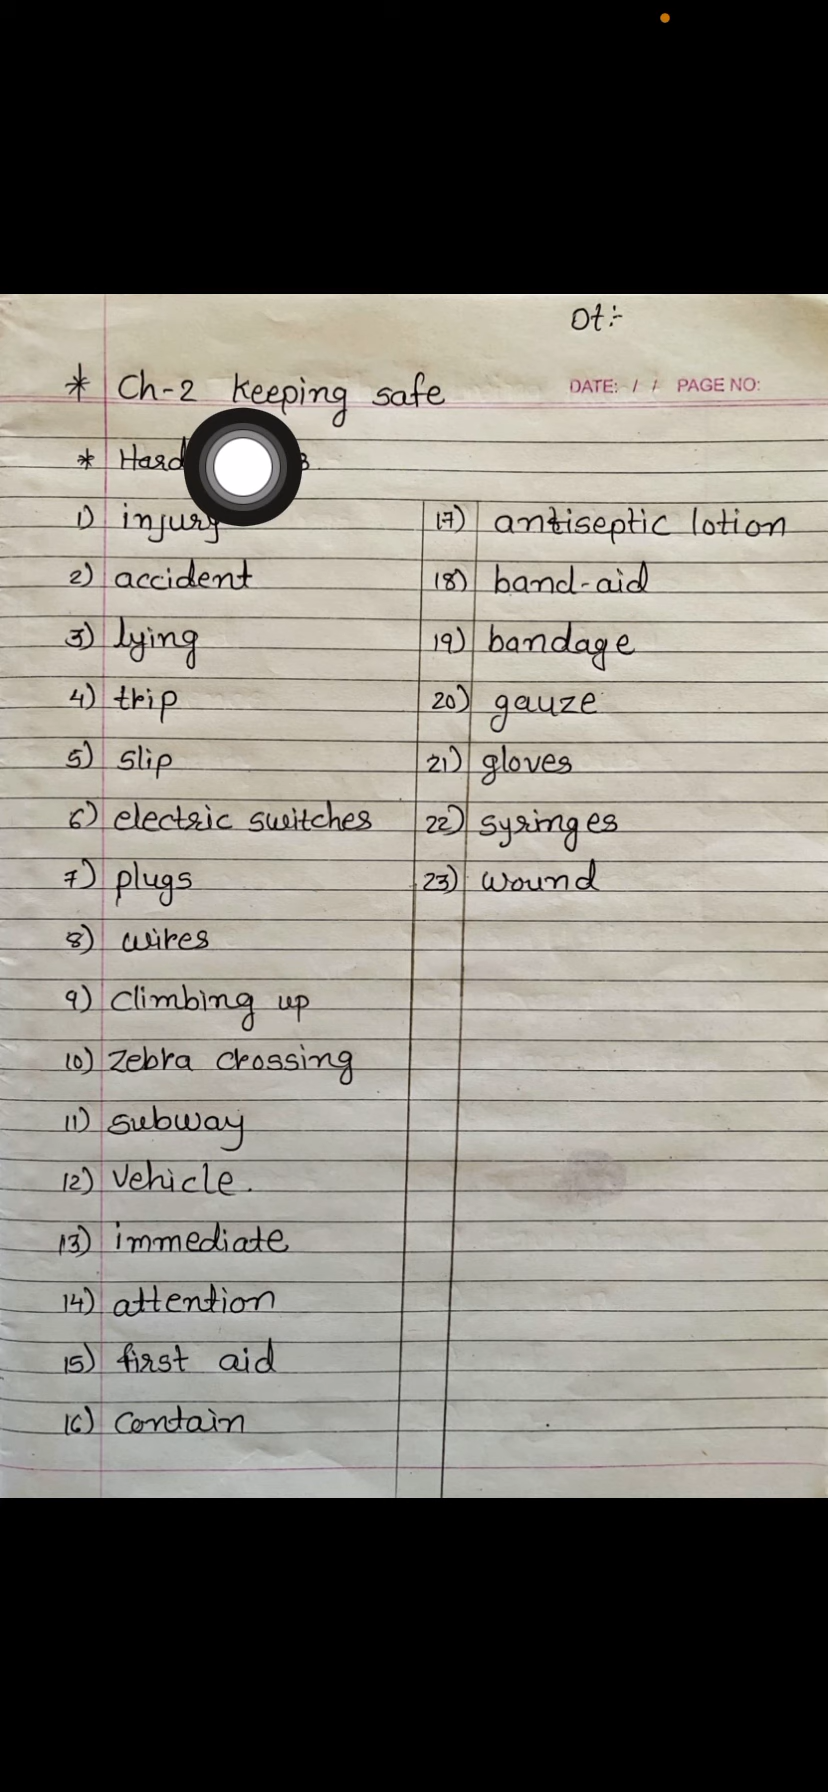 Dt:-
* Ch-2 keeping safe
DATE: / / PAGE NO:
* Hard
1) injury
2) accident
3) lying
4) trip
5) slip
6) electric switches
7) plugs
8) wires
9) climbing up
10) zebra crossing
11) subway
12) vehicle.
13) immediate
14) attention
15) first aid
16) contain
17) antiseptic lotion
18) band-aid
19) bandage
20) gauze
21) gloves
22) syringes
23) wound